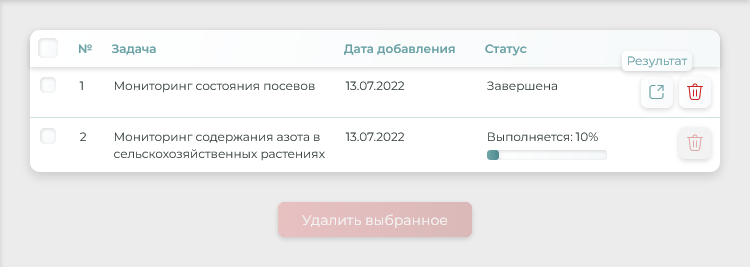 № Задача Дата добавления Статус
Результат
1 Мониторинг состояния посевов 13.07.2022 Завершена
2 Мониторинг содержания азота в 13.07.2022 Выполняется: 10%
сельскохозяйственных растениях
Удалить выбранное